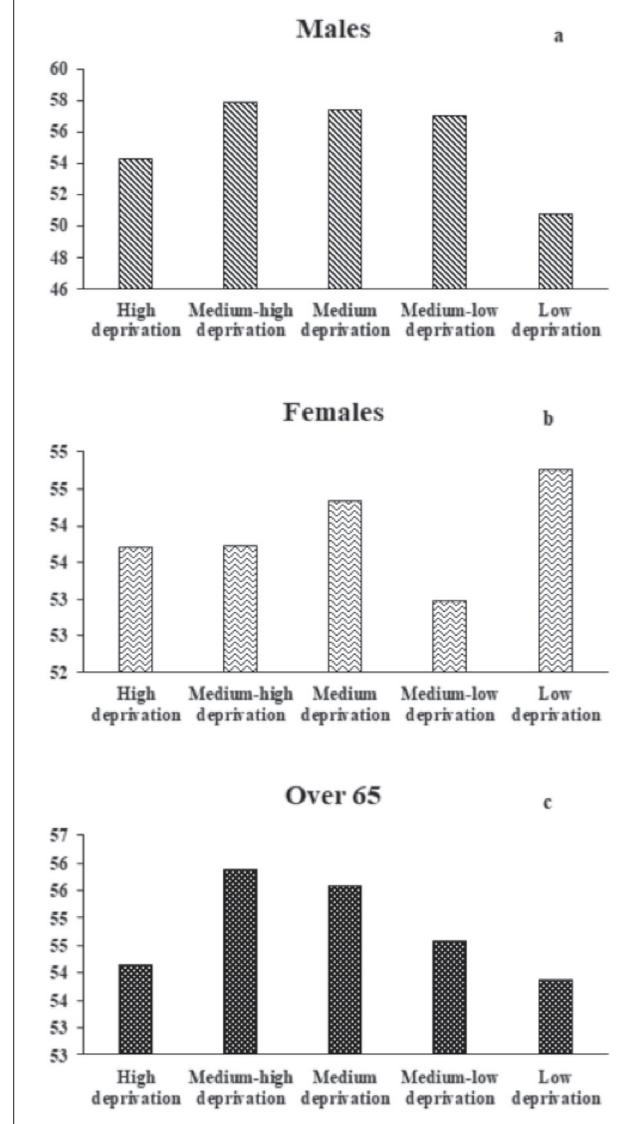 Males a
60
58
56
54
52
50
48
46
High Medium-high Medium Medium-low Low
deprivation deprivation deprivation deprivation deprivation
Females b
55
55
54
54
53
53
52
High Medium-high Medium Medium-low Low
deprivation deprivation deprivation deprivation deprivation
Over 65 c
57
56
56
55
55
54
54
53
53
High Medium-high Medium Medium-low Low
deprivation deprivation deprivation deprivation deprivation